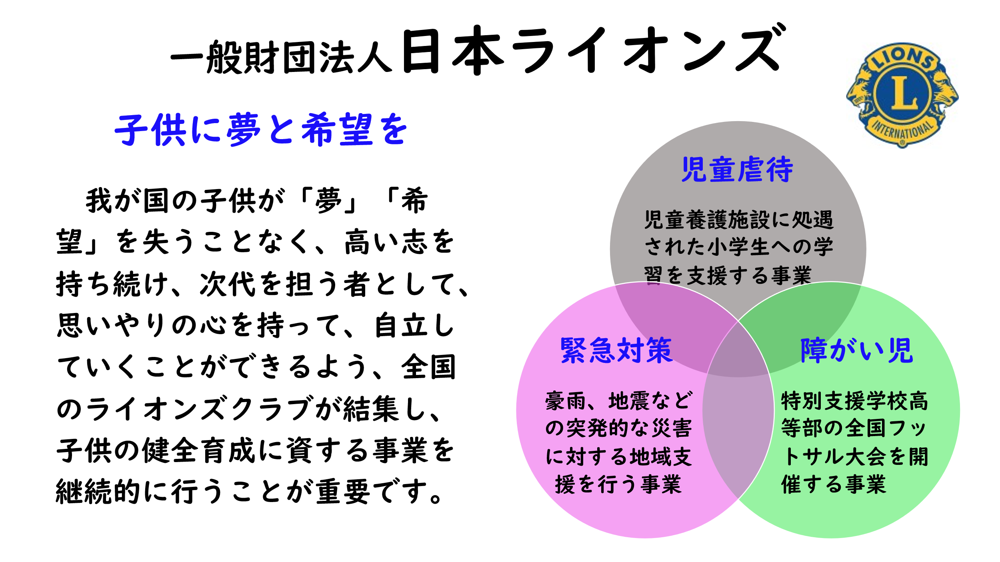 一般財団法人 日本ライオンズ
LIONS
L
INTERNATIONAL
®
子供に夢と希望を
我が国の子供が「夢」「希
望」を失うことなく、高い志を
持ち続け、次代を担う者として、
思いやりの心を持って、自立し
ていくことができるよう、全国
のライオンズクラブが結集し、
子供の健全育成に資する事業を
継続的に行うことが重要です。
児童虐待
児童養護施設に処遇
された小学生への学
習を支援する事業
緊急対策
豪雨、地震など
の突発的な災害
に対する地域支
援を行う事業
障がい児
特別支援学校高
等部の全国フッ
トサル大会を開
催する事業